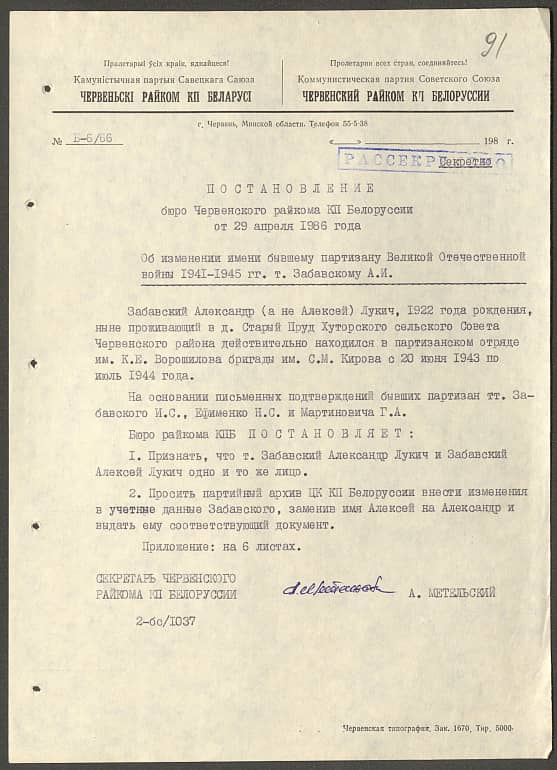 91
Пралетарыі ўсіх краін, яднайцеся!
Камуністычная партыя Савецкага Саюза
ЧЕРВЕНЬСКІ РАЙКОМ КП БЕЛАРУСІ
Пролетарии всех стран, соединяйтесь!
Коммунистическая партия Советского Союза
ЧЕРВЕНСКИЙ РАЙКОМ КП БЕЛОРУССИИ
г. Червень, Минской области. Телефон 55-5-38
№ Б-6/66
198 г.
РАССЕКРЕЧЕНО
Секретно
ПОСТАНОВЛЕНИЕ
бюро Червенского райкома КП Белоруссии
от 29 апреля 1986 года
Об изменении имени бывшему партизану Великой Отечественной
войны 1941-1945 гг. т. Забавскому А.И.
Забавский Александр (а не Алексей) Лукич, 1922 года рождения,
ныне проживающий в д. Старый Пруд Хуторского сельского Совета
Червенского района действительно находился в партизанском отряде
им. К.Е. Ворошилова бригады им. С.М. Кирова с 20 июня 1943 по
июль 1944 года.
На основании письменных подтверждений бывших партизан тт. За-
бавского И.С., Ефименко Н.С. и Мартиновича Г.А.
Бюро райкома КПБ ПОСТАНОВЛЯЕТ:
1. Признать, что т. Забавский Александр Лукич и Забавский
Алексей Лукич одно и то же лицо.
2. Просить партийный архив ЦК КП Белоруссии внести изменения
в учетные данные Забавского, заменив имя Алексей на Александр и
выдать ему соответствующий документ.
Приложение: на 6 листах.
СЕКРЕТАРЬ ЧЕРВЕНСКОГО
РАЙКОМА КП БЕЛОРУССИИ
А. МЕТЕЛЬСКИЙ
2-бс/1037
Червенская типография, Зак. 1670, Тир. 5000-